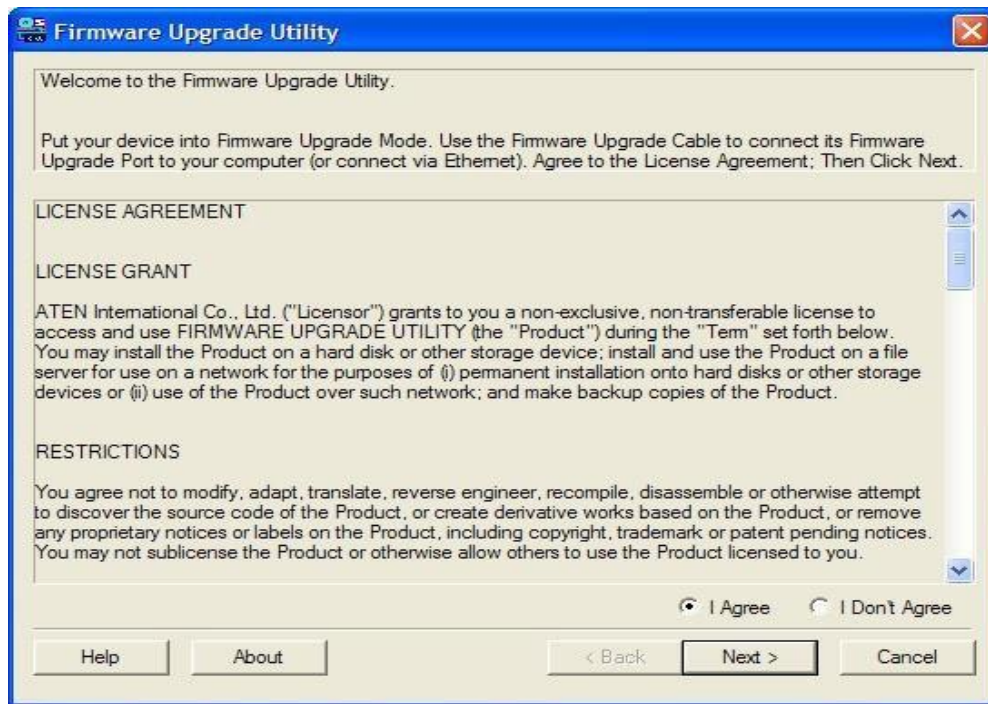 Firmware Upgrade Utility
Welcome to the Firmware Upgrade Utility.
Put your device into Firmware Upgrade Mode. Use the Firmware Upgrade Cable to connect its Firmware
Upgrade Port to your computer (or connect via Ethernet). Agree to the License Agreement; Then Click Next.
LICENSE AGREEMENT
LICENSE GRANT
ATEN International Co., Ltd. ("Licensor") grants to you a non-exclusive, non-transferable license to
access and use FIRMWARE UPGRADE UTILITY (the "Product") during the "Term" set forth below.
You may install the Product on a hard disk or other storage device; install and use the Product on a file
server for use on a network for the purposes of (i) permanent installation onto hard disks or other storage
devices or (ii) use of the Product over such network; and make backup copies of the Product.
RESTRICTIONS
You agree not to modify, adapt, translate, reverse engineer, recompile, disassemble or otherwise attempt
to discover the source code of the Product, or create derivative works based on the Product, or remove
any proprietary notices or labels on the Product, including copyright, trademark or patent pending notices.
You may not sublicense the Product or otherwise allow others to use the Product licensed to you.
I Agree I Don't Agree
Help About < Back Next > Cancel